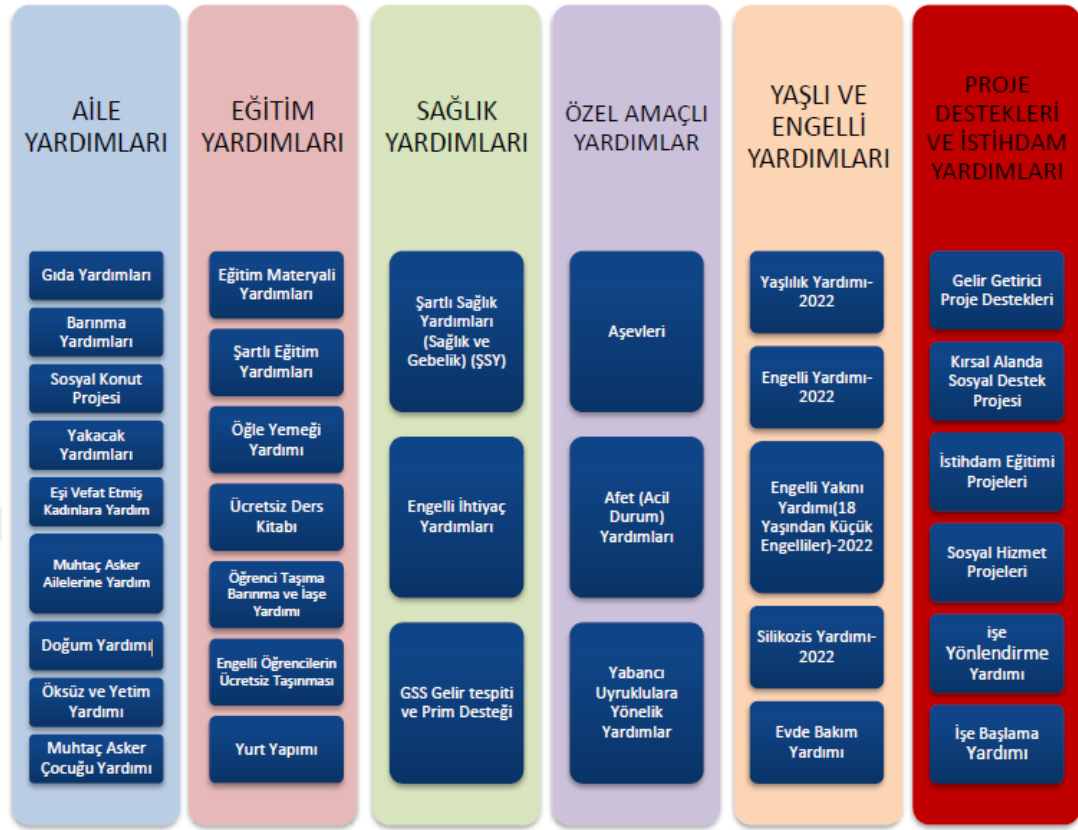 AİLE
YARDIMLARI
Gıda Yardımları
Barınma
Yardımları
Sosyal Konut
Projesi
Yakacak
Yardımları
Eşi Vefat Etmiş
Kadınlara Yardım
Muhtaç Asker
Ailelerine Yardım
Doğum Yardımı
Öksüz ve Yetim
Yardımı
Muhtaç Asker
Çocuğu Yardımı
EĞİTİM
YARDIMLARI
Eğitim Materyali
Yardımları
Şartlı Eğitim
Yardımları
Öğle Yemeği
Yardımı
Ücretsiz Ders
Kitabı
Öğrenci Taşıma
Barınma ve İaşe
Yardımı
Engelli Öğrencilerin
Ücretsiz Taşınması
Yurt Yapımı
SAĞLIK
YARDIMLARI
Şartlı Sağlık
Yardımları
(Sağlık ve
Gebelik) (ŞSY)
Engelli İhtiyaç
Yardımları
GSS Gelir tespiti
ve Prim Desteği
ÖZEL AMAÇLI
YARDIMLAR
Aşevleri
Afet (Acil
Durum)
Yardımları
Yabancı
Uyruklulara
Yönelik
Yardımlar
YAŞLI VE
ENGELLİ
YARDIMLARI
Yaşlılık Yardımı-
2022
Engelli Yardımı-
2022
Engelli Yakını
Yardımı(18
Yaşından Küçük
Engelliler)-2022
Silikozis Yardımı-
2022
Evde Bakım
Yardımı
PROJE
DESTEKLERİ
VE İSTİHDAM
YARDIMLARI
Gelir Getirici
Proje Destekleri
Kırsal Alanda
Sosyal Destek
Projesi
İstihdam Eğitimi
Projeleri
Sosyal Hizmet
Projeleri
işe
Yönlendirme
Yardımı
İşe Başlama
Yardımı